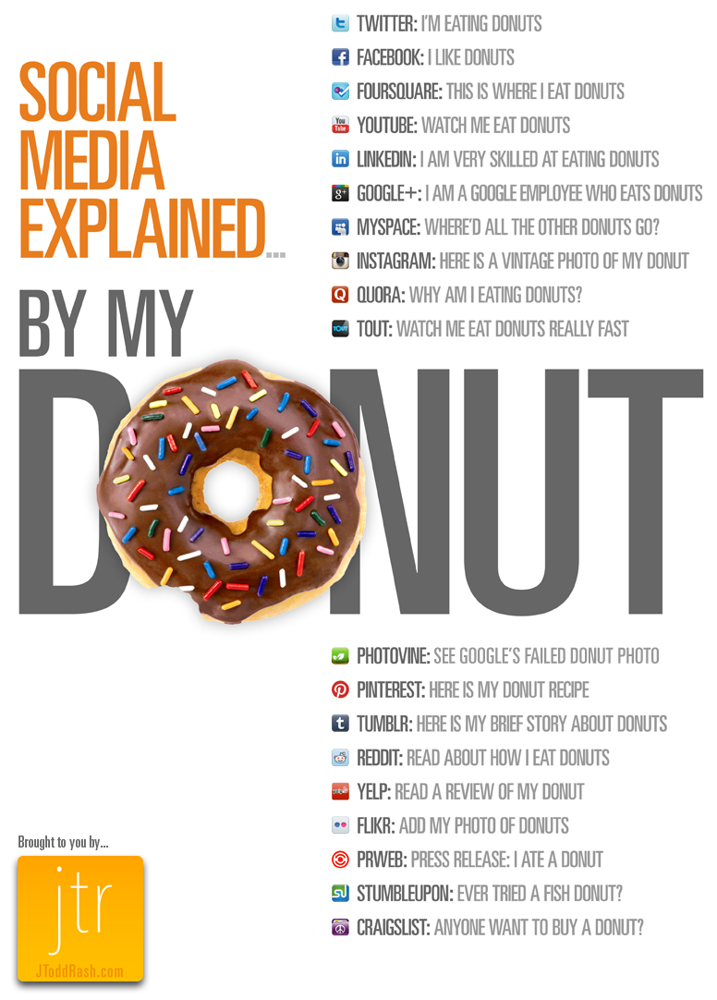 SOCIAL
MEDIA
EXPLAINED...
BY MY
DONUT
TWITTER: I'M EATING DONUTS
FACEBOOK: I LIKE DONUTS
FOURSQUARE: THIS IS WHERE I EAT DONUTS
You Tube YOUTUBE: WATCH ME EAT DONUTS
in LINKEDIN: I AM VERY SKILLED AT EATING DONUTS
g+ GOOGLE+: I AM A GOOGLE EMPLOYEE WHO EATS DONUTS
MYSPACE: WHERE'D ALL THE OTHER DONUTS GO?
INSTAGRAM: HERE IS A VINTAGE PHOTO OF MY DONUT
QUORA: WHY AM I EATING DONUTS?
TOUT TOUT: WATCH ME EAT DONUTS REALLY FAST
PHOTOVINE: SEE GOOGLE'S FAILED DONUT PHOTO
PINTEREST: HERE IS MY DONUT RECIPE
TUMBLR: HERE IS MY BRIEF STORY ABOUT DONUTS
REDDIT: READ ABOUT HOW I EAT DONUTS
YELP: READ A REVIEW OF MY DONUT
FLIKR: ADD MY PHOTO OF DONUTS
PRWEB: PRESS RELEASE: I ATE A DONUT
STUMBLEUPON: EVER TRIED A FISH DONUT?
CRAIGSLIST: ANYONE WANT TO BUY A DONUT?
Brought to you by...
jtr
JToddRash.com